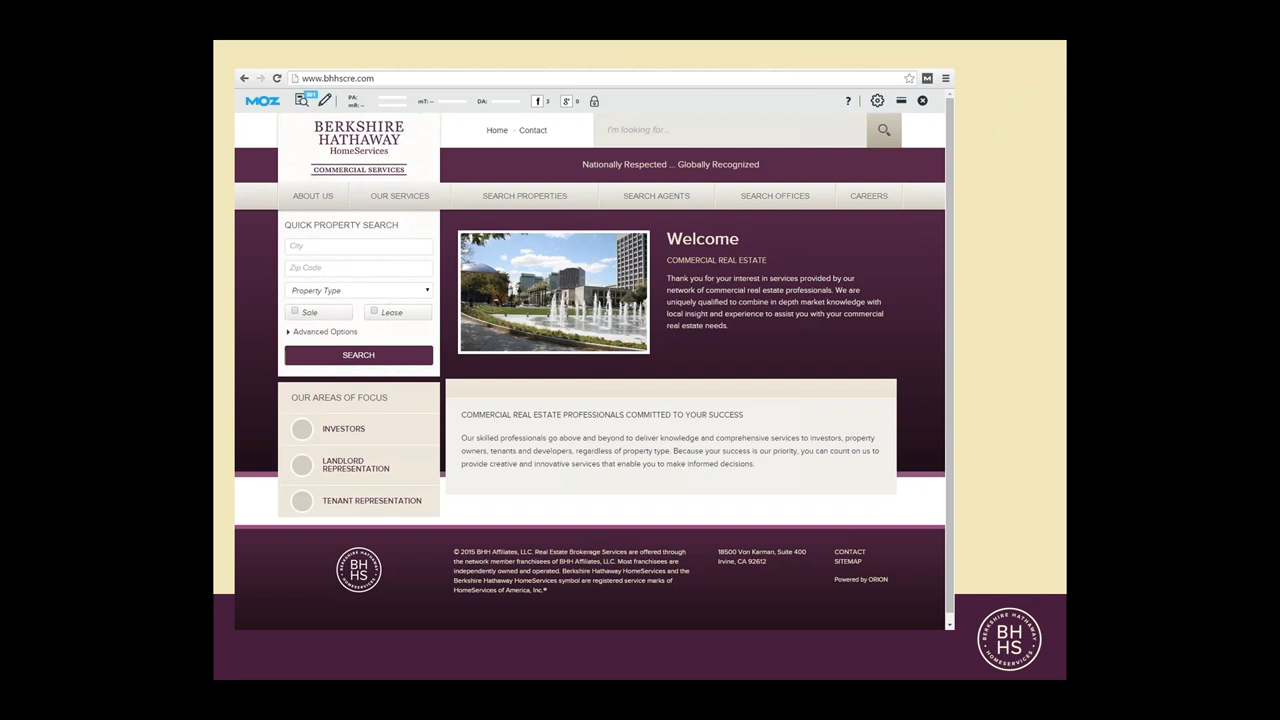 www.bhhscre.com
MOZ
301
PA:
mR: --
mT: --
DA:
f 3
g+ 0
?
M
BERKSHIRE
HATHAWAY
HomeServices
COMMERCIAL SERVICES
Home · Contact
I'm looking for...
Nationally Respected ... Globally Recognized
ABOUT US OUR SERVICES SEARCH PROPERTIES SEARCH AGENTS SEARCH OFFICES CAREERS
QUICK PROPERTY SEARCH
City
Zip Code
Property Type
Sale Lease
Advanced Options
SEARCH
Welcome
COMMERCIAL REAL ESTATE
Thank you for your interest in services provided by our
network of commercial real estate professionals. We are
uniquely qualified to combine in depth market knowledge with
local insight and experience to assist you with your commercial
real estate needs.
OUR AREAS OF FOCUS
INVESTORS
LANDLORD
REPRESENTATION
TENANT REPRESENTATION
COMMERCIAL REAL ESTATE PROFESSIONALS COMMITTED TO YOUR SUCCESS
Our skilled professionals go above and beyond to deliver knowledge and comprehensive services to investors, property
owners, tenants and developers, regardless of property type. Because your success is our priority, you can count on us to
provide creative and innovative services that enable you to make informed decisions.
BERKSHIRE HATHAWAY
BH
HS
HOMESERVICES
© 2015 BHH Affiliates, LLC. Real Estate Brokerage Services are offered through
the network member franchisees of BHH Affiliates, LLC. Most franchisees are
independently owned and operated. Berkshire Hathaway HomeServices and the
Berkshire Hathaway HomeServices symbol are registered service marks of
HomeServices of America, Inc.®
18500 Von Karman, Suite 400
Irvine, CA 92612
CONTACT
SITEMAP
Powered by ORION
BERKSHIRE HATHAWAY
BH
HS
HOMESERVICES